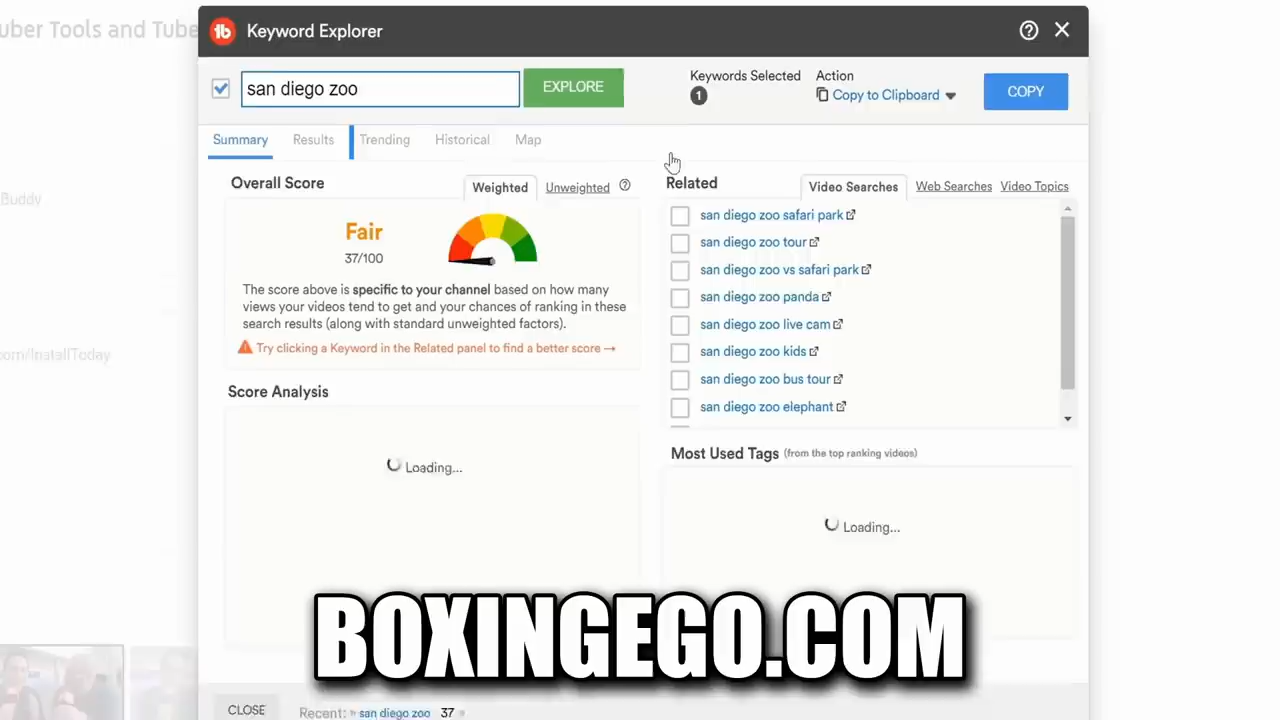 uber Tools and Tube
Keyword Explorer
san diego zoo
EXPLORE
Keywords Selected
1
Action
Copy to Clipboard
COPY
Summary
Results
Trending
Historical
Map
Buddy
com/InstallToday
Overall Score
Weighted
Unweighted
Fair
37/100
The score above is specific to your channel based on how many
views your videos tend to get and your chances of ranking in these
search results (along with standard unweighted factors).
Try clicking a Keyword in the Related panel to find a better score →
Score Analysis
Loading...
Related
Video Searches
Web Searches
Video Topics
san diego zoo safari park
san diego zoo tour
san diego zoo vs safari park
san diego zoo panda
san diego zoo live cam
san diego zoo kids
san diego zoo bus tour
san diego zoo elephant
Most Used Tags (from the top ranking videos)
Loading...
BOXINGEGO.COM
CLOSE
Recent: » san diego zoo 37